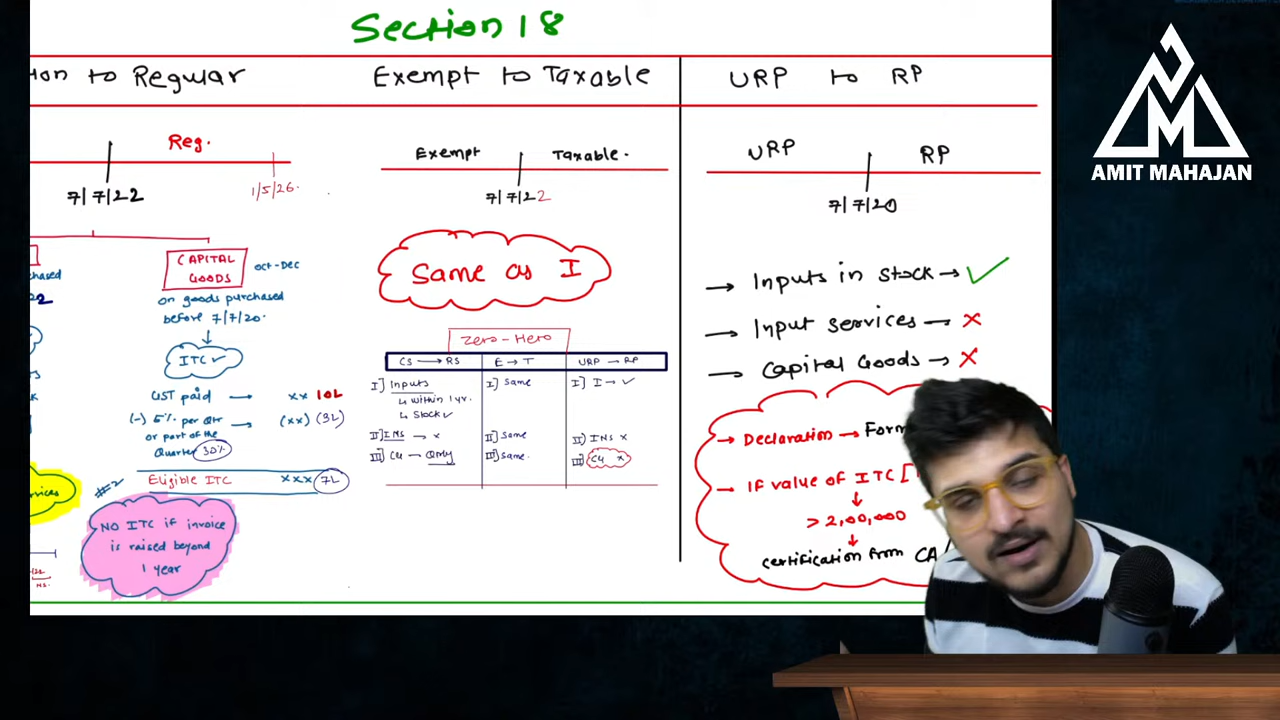 Section 18
to Regular
Exempt to Taxable
URP to RP
Reg.
7/7/22
1/5/26.
Exempt
Taxable.
7/7/22
URP
RP
7/7/20
CAPITAL
GOODS
Oct-Dec
on goods purchased
before 7/7/20.
ITC ✓
GST paid → xx 10L
(-) 5% per Qtr → (xx) (3L)
or part of the
Quarter 30%
Eligible ITC xxx 7L
#2
NO ITC if invoice
is raised beyond
1 year
Same as I
Zero-Hero
CS → RS
E → T
URP → RP
I] Inputs
↳ within 1 yr.
↳ Stock ✓
II] INS → x
III] CG → QMY
I] Same
II] Same
III] Same.
I] I → ✓
II] INS x
III] CG x
→ Inputs in stock → ✓
→ Input services — x
→ Capital Goods → x
→ Declaration → Form
→ If value of ITC [
↓
> 2,00,000
↓
certification from CA/
AMIT MAHAJAN